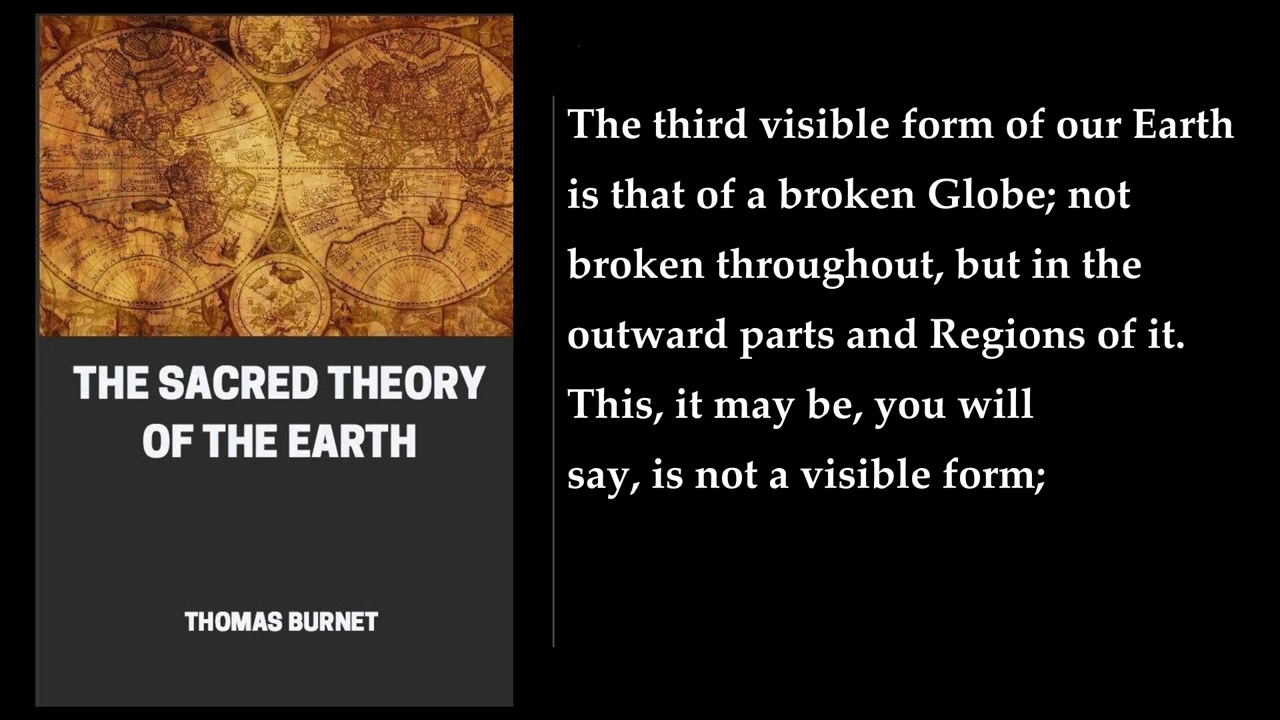 THE SACRED THEORY
OF THE EARTH
THOMAS BURNET
The third visible form of our Earth
is that of a broken Globe; not
broken throughout, but in the
outward parts and Regions of it.
This, it may be, you will
say, is not a visible form;